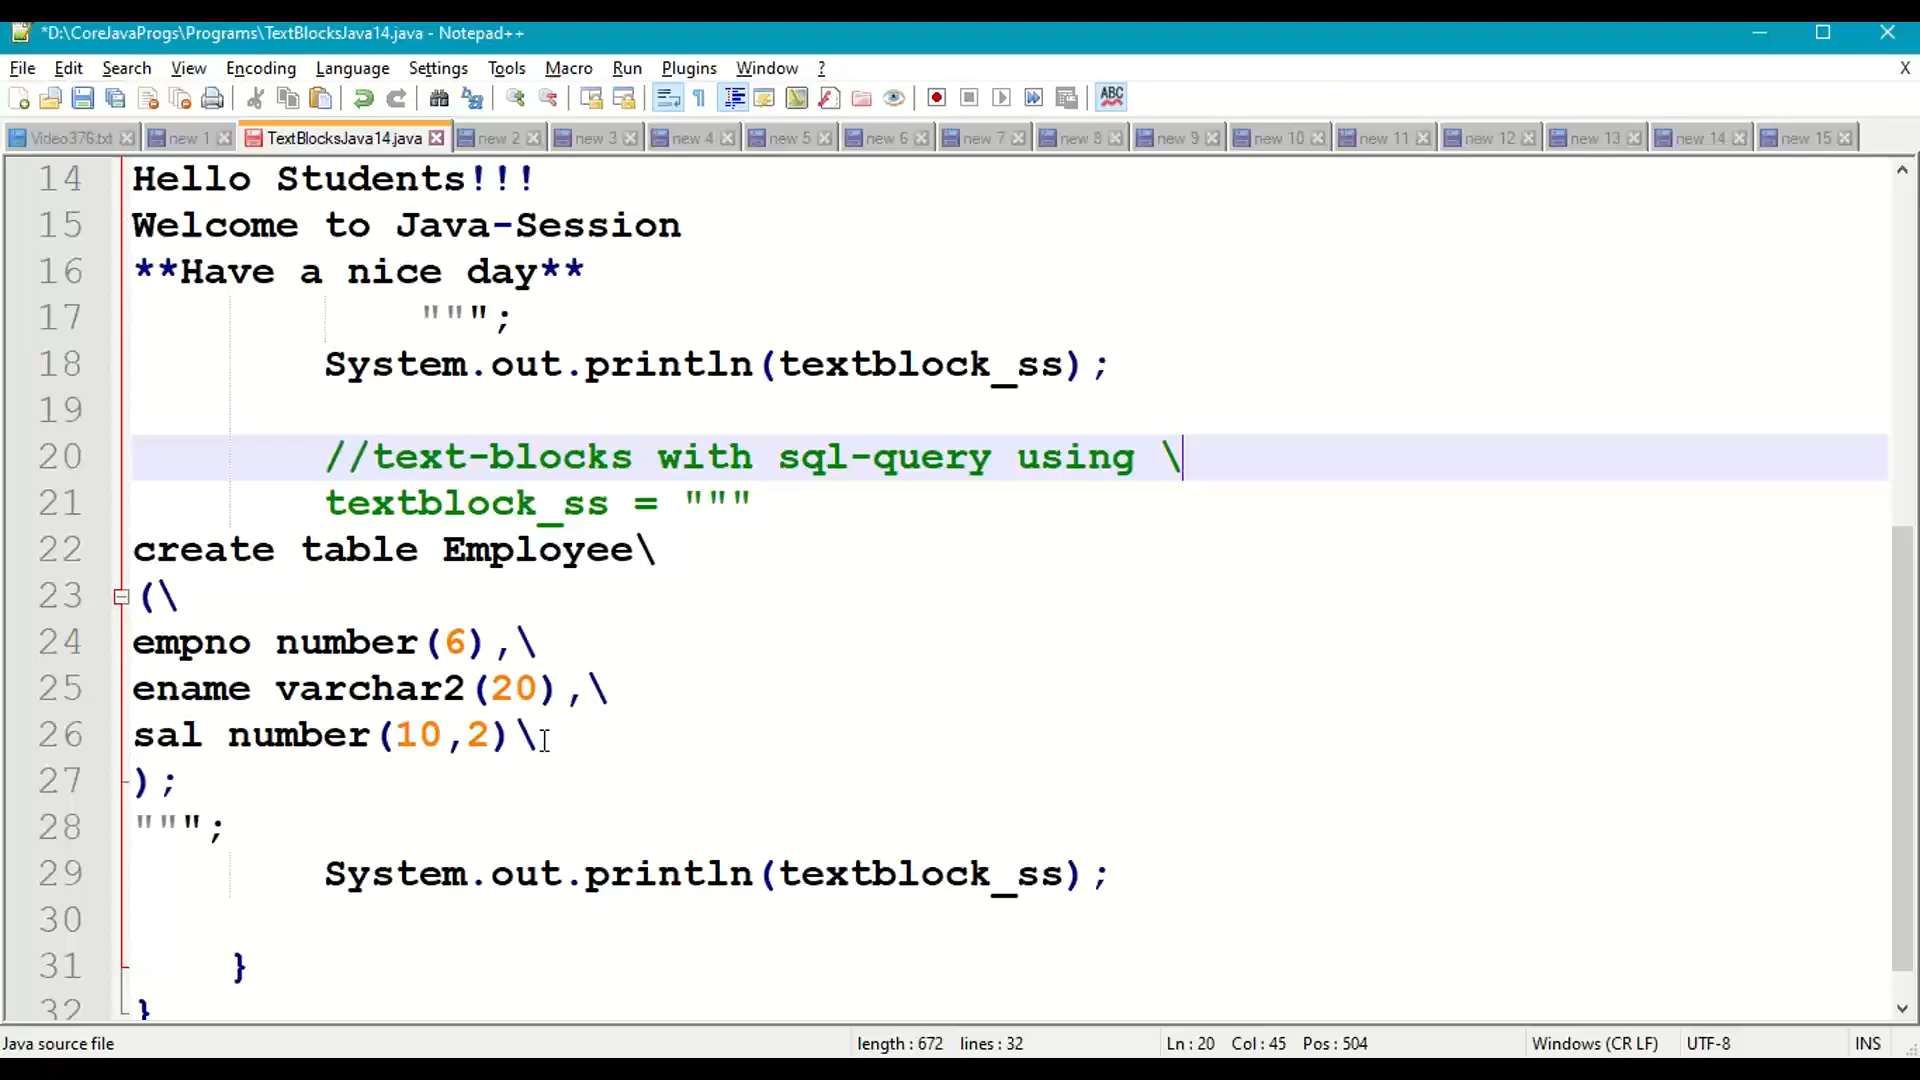 *D:\CoreJavaProgs\Programs\TextBlocksJava14.java - Notepad++
File Edit Search View Encoding Language Settings Tools Macro Run Plugins Window ? X
ABC
Video376.txt new 1 TextBlocksJava14.java new 2 new 3 new 4 new 5 new 6 new 7 new 8 new 9 new 10 new 11 new 12 new 13 new 14 new 15
14 Hello Students!!!
15 Welcome to Java-Session
16 **Have a nice day**
17 """;
18 System.out.println(textblock_ss);
19
20 //text-blocks with sql-query using \
21 textblock_ss = """
22 create table Employee\
23 (\
24 empno number(6),\
25 ename varchar2(20),\
26 sal number(10,2)\
27 );
28 """;
29 System.out.println(textblock_ss);
30
31 }
32 }
Java source file length : 672 lines : 32 Ln : 20 Col : 45 Pos : 504 Windows (CR LF) UTF-8 INS